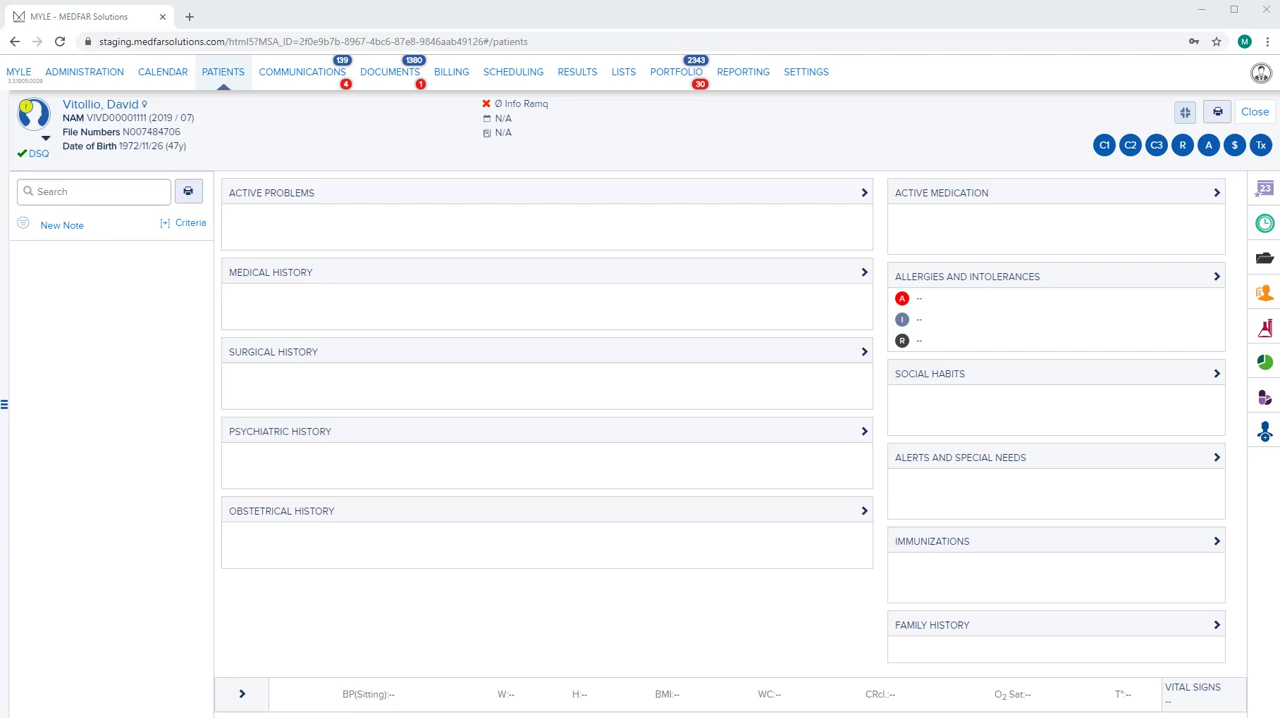 MYLE - MEDFAR Solutions
staging.medfarsolutions.com/html5?MSA_ID=2f0e9b7b-8967-4bc6-87e8-9846aab49126#/patients
M
139 1380 2343
MYLE ADMINISTRATION CALENDAR PATIENTS COMMUNICATIONS DOCUMENTS BILLING SCHEDULING RESULTS LISTS PORTFOLIO REPORTING SETTINGS
4 1 30
Vitollio, David
NAM VIVD00001111 (2019 / 07)
File Numbers N007484706
Date of Birth 1972/11/26 (47y)
DSQ
Ø Info Ramq
N/A
N/A
Close
C1 C2 C3 R A $ Tx
Search
New Note [+] Criteria
ACTIVE PROBLEMS
MEDICAL HISTORY
SURGICAL HISTORY
PSYCHIATRIC HISTORY
OBSTETRICAL HISTORY
ACTIVE MEDICATION
ALLERGIES AND INTOLERANCES
A --
I --
R --
SOCIAL HABITS
ALERTS AND SPECIAL NEEDS
IMMUNIZATIONS
FAMILY HISTORY
23
BP(Sitting):-- W:-- H:-- BMI:-- WC:-- CRcl.:-- O2 Sat:-- T°:--
VITAL SIGNS
--